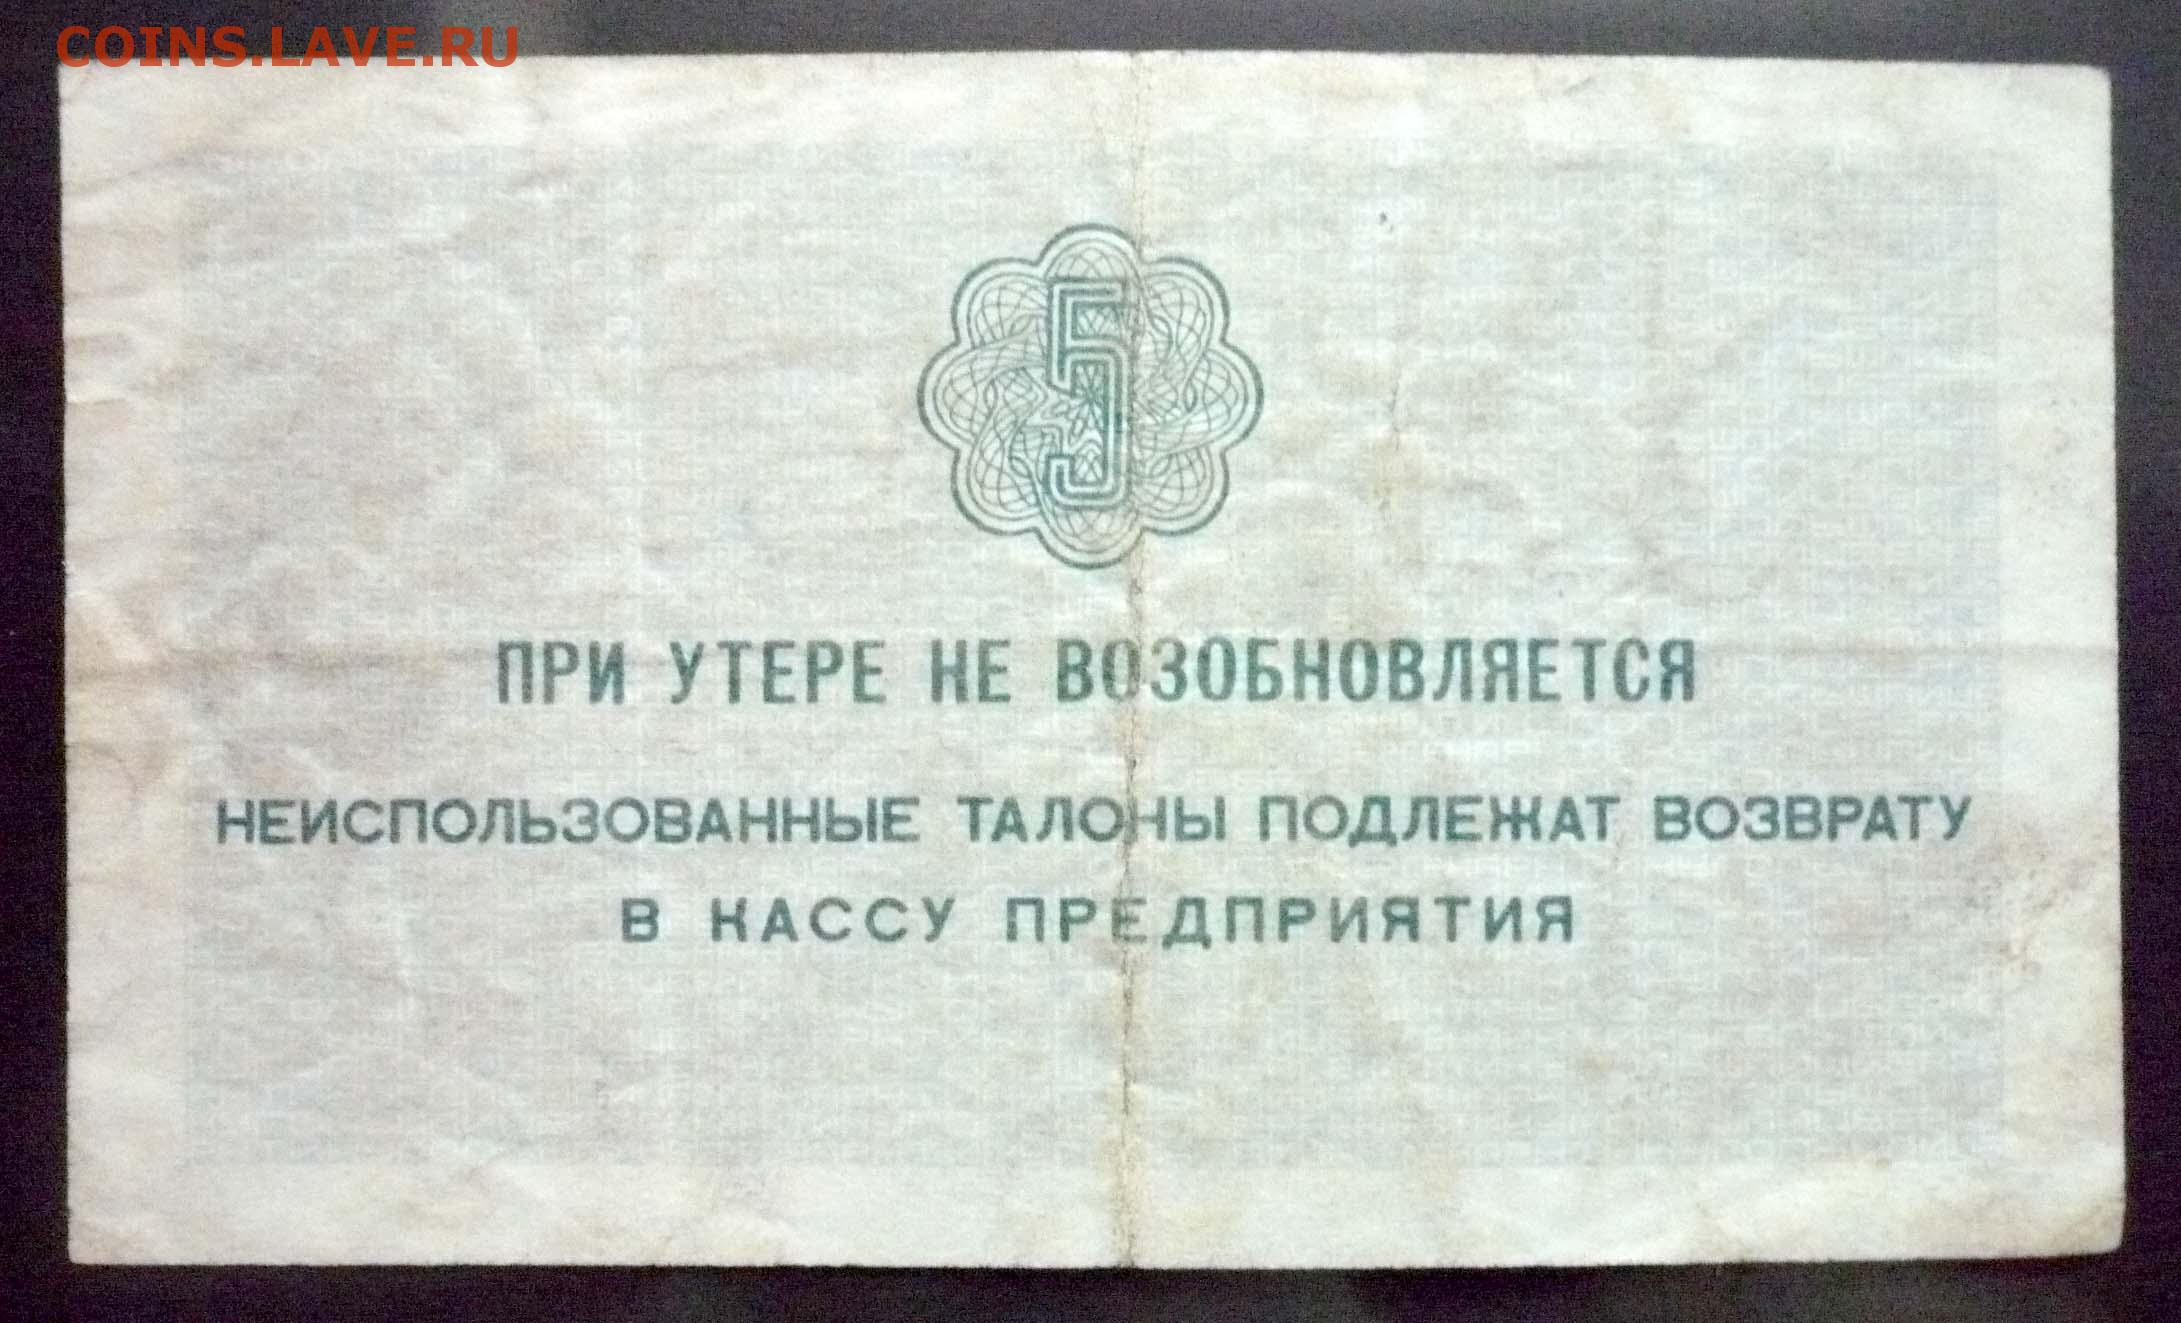 COINS.LAVE.RU
5
ПРИ УТЕРЕ НЕ ВОЗОБНОВЛЯЕТСЯ
НЕИСПОЛЬЗОВАННЫЕ ТАЛОНЫ ПОДЛЕЖАТ ВОЗВРАТУ
В КАССУ ПРЕДПРИЯТИЯ